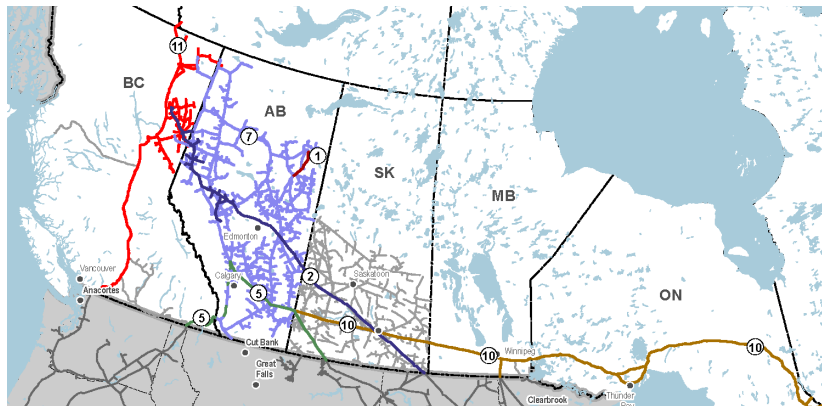 11
BC
AB
7
1
SK
MB
Edmonton
Vancouver
Anacortes
Calgary
5
2
Saskatoon
ON
5
10
10
Winnipeg
10
Cut Bank
Great
Falls
Clearbrook
Thunder
Bay